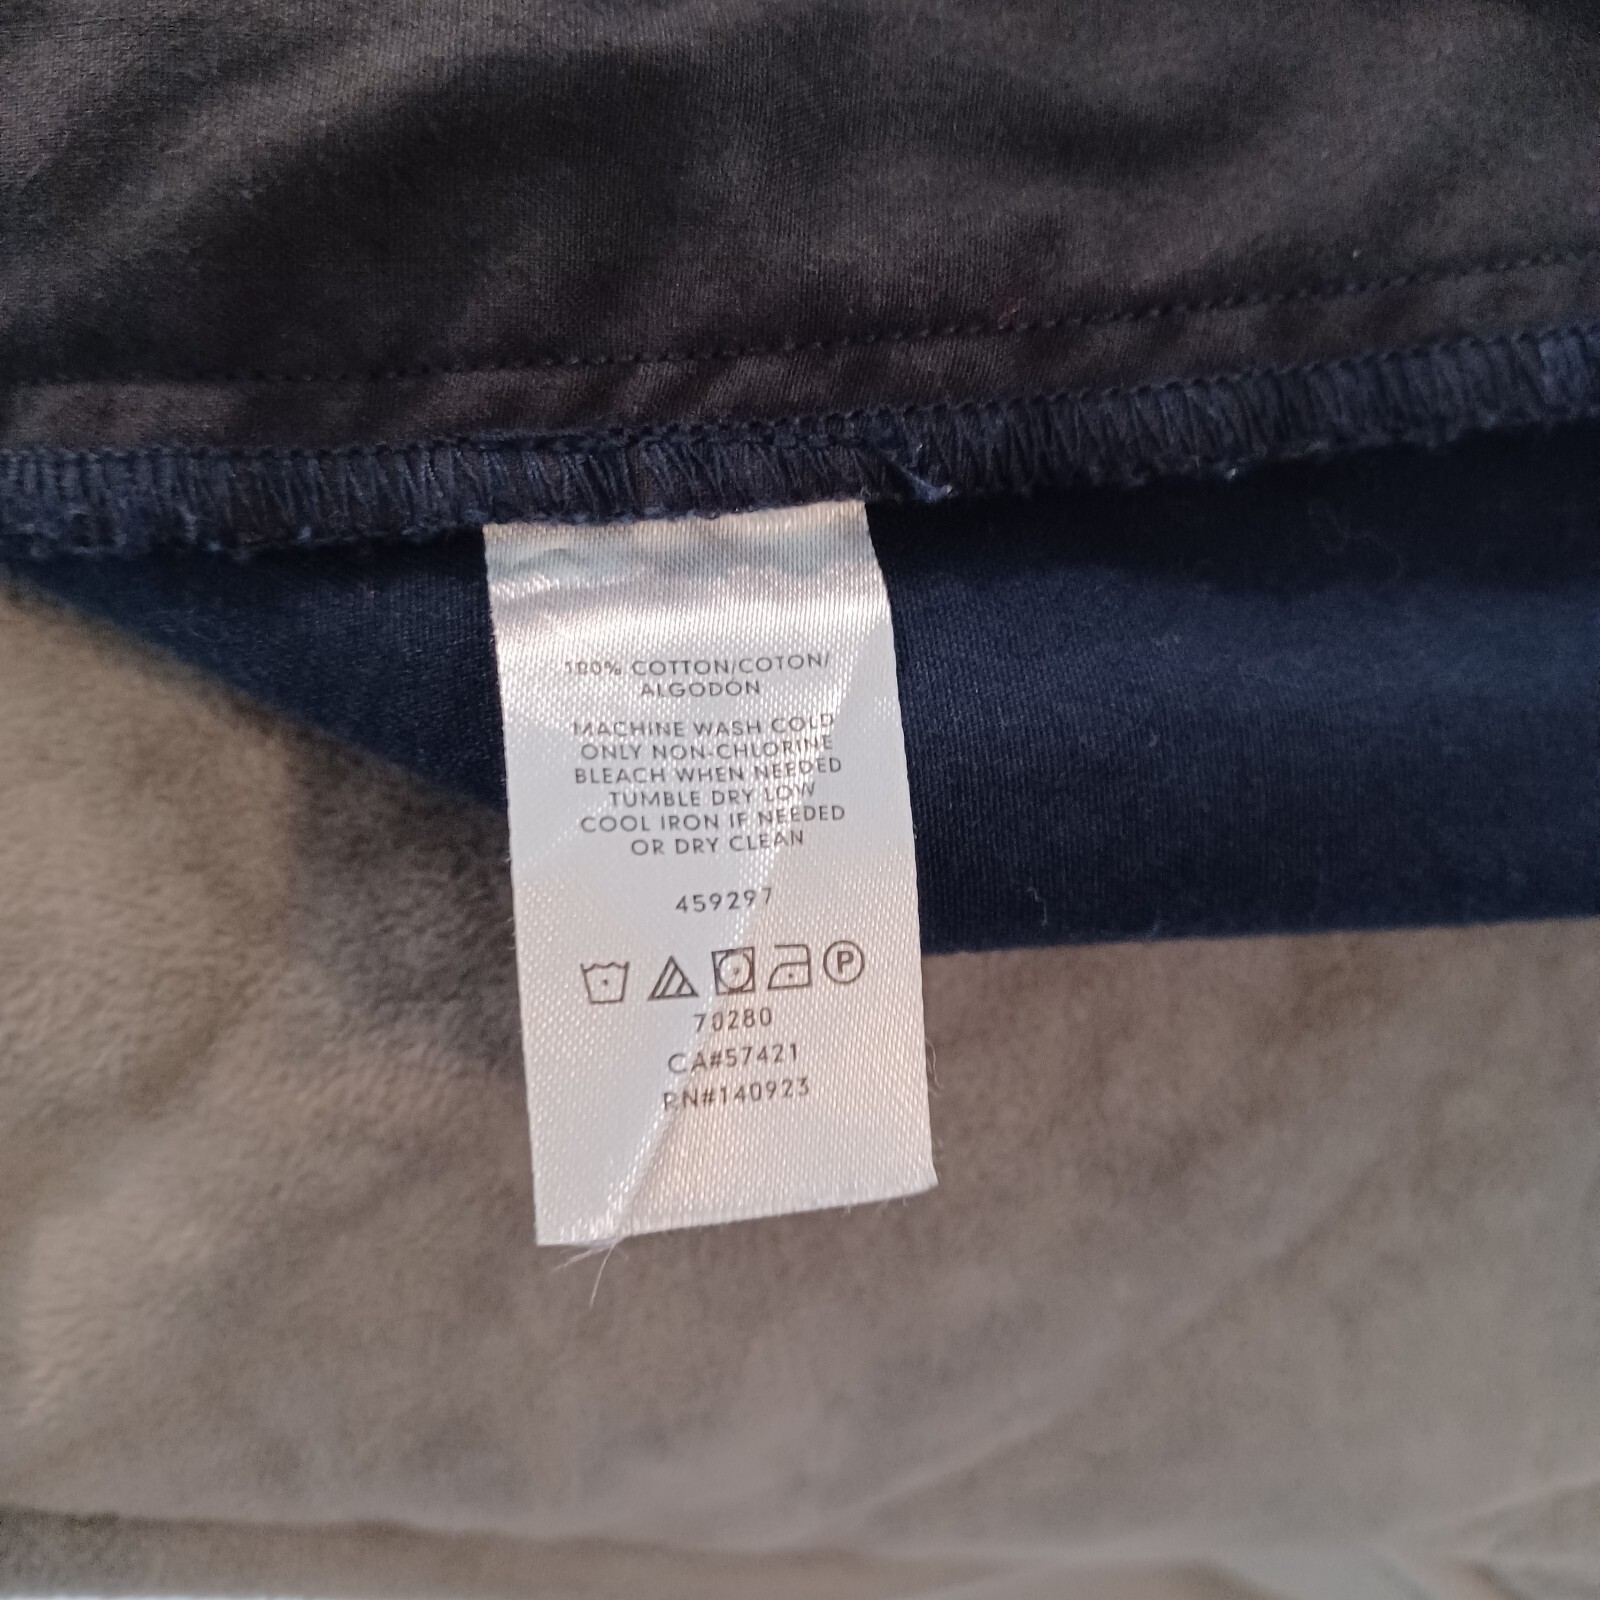 100% COTTON/COTON/
ALGODÓN
MACHINE WASH COLD
ONLY NON-CHLORINE
BLEACH WHEN NEEDED
TUMBLE DRY LOW
COOL IRON IF NEEDED
OR DRY CLEAN
459297
P
70280
CA#57421
RN#140923